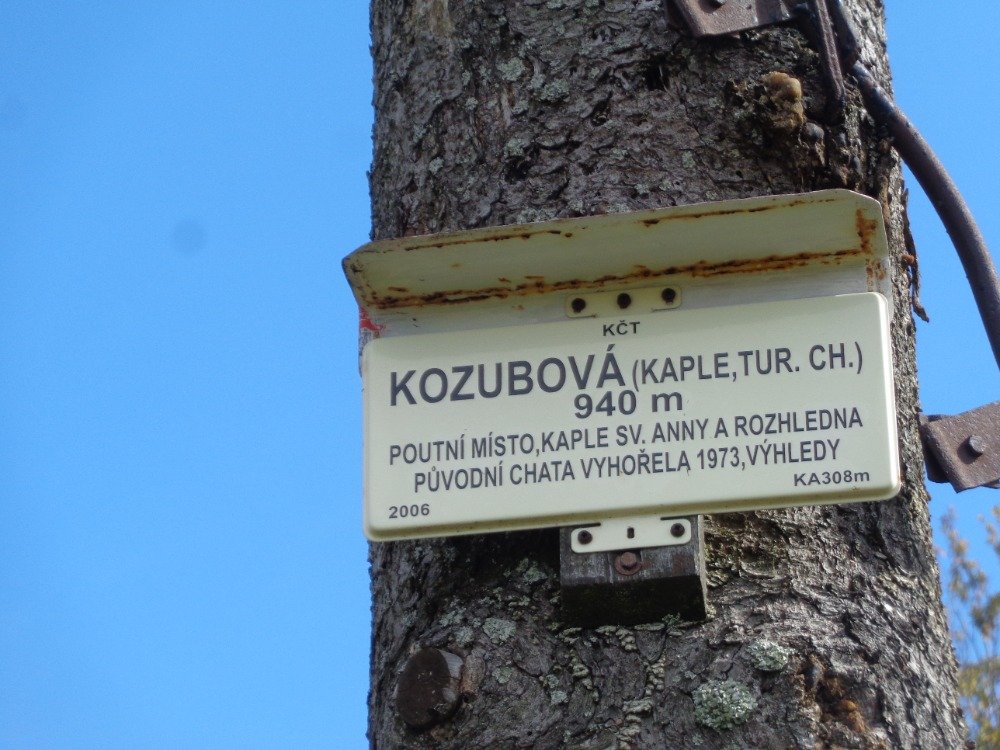 KČT
KOZUBOVÁ (KAPLE,TUR. CH.)
940 m
POUTNÍ MÍSTO,KAPLE SV. ANNY A ROZHLEDNA
PŮVODNÍ CHATA VYHOŘELA 1973,VÝHLEDY
KA308m
2006